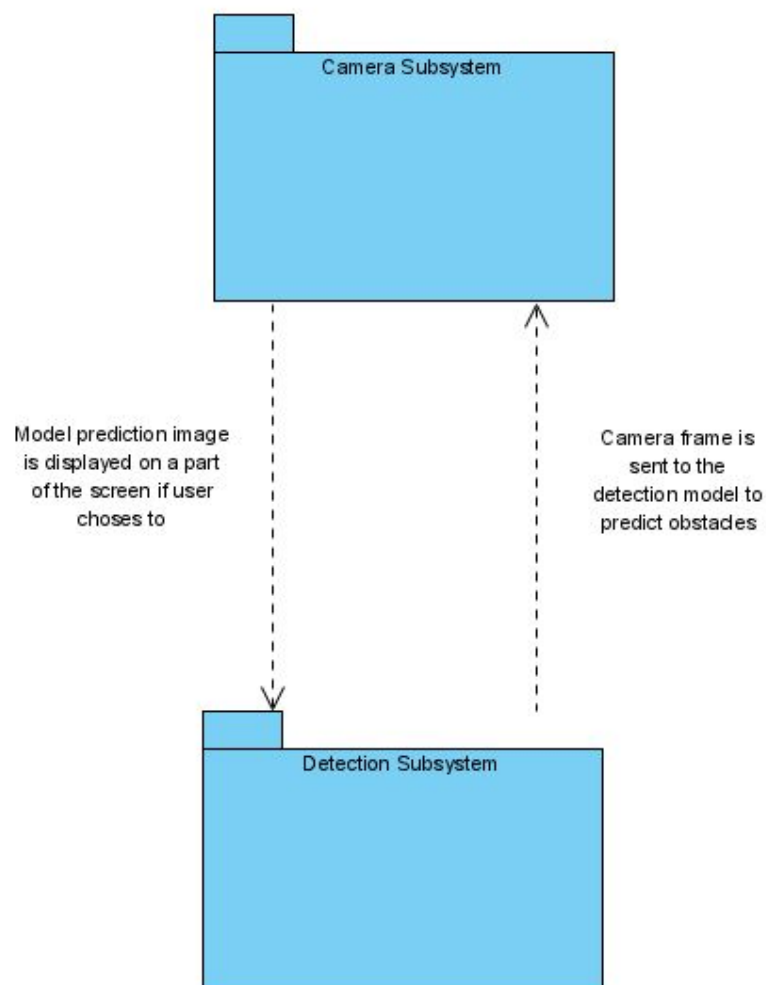 Camera Subsystem
Model prediction image
is displayed on a part
of the screen if user
choses to
Camera frame is
sent to the
detection model to
predict obstacles
Detection Subsystem